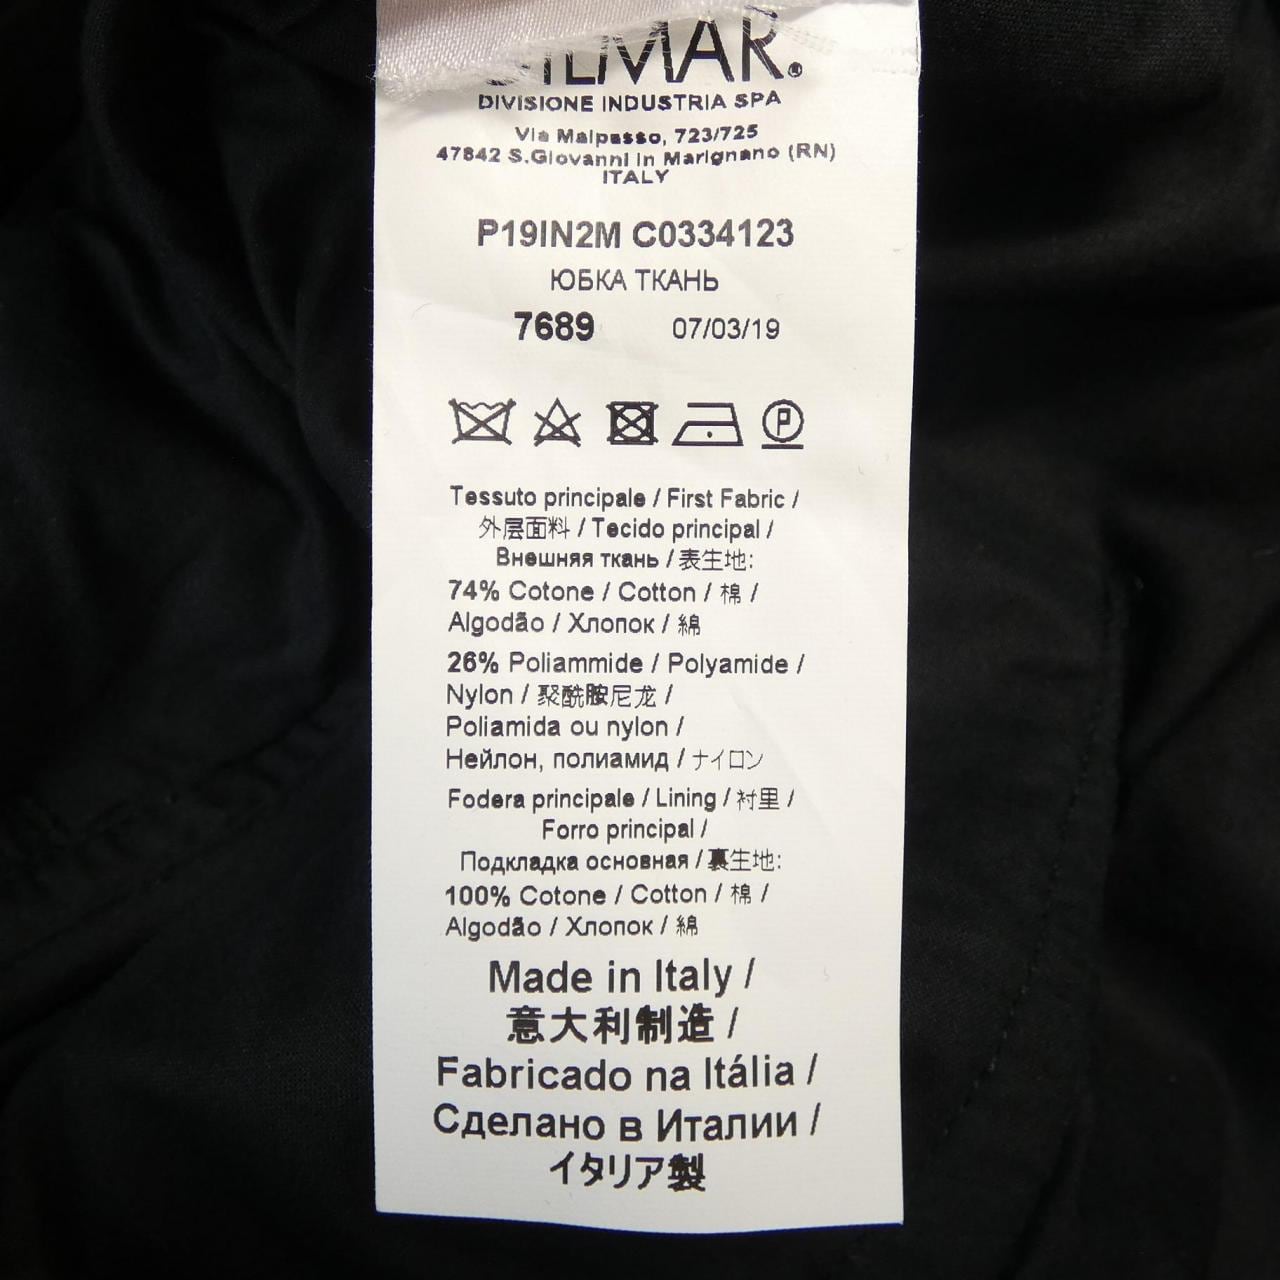 DIVISIONE INDUSTRIA SPA
Via Malpasso, 723/725
47842 S.Giovanni in Marignano (RN)
ITALY
P19IN2M C0334123
ЮБКА ТКАНЬ
7689 07/03/19
P
Tessuto principale / First Fabric /
外层面料 / Tecido principal /
Внешняя ткань / 表生地:
74% Cotone / Cotton / 棉 /
Algodão / Хлопок / 綿
26% Poliammide / Polyamide /
Nylon / 聚酰胺尼龙 /
Poliamida ou nylon /
Нейлон, полиамид / ナイロン
Fodera principale / Lining / 衬里 /
Forro principal /
Подкладка основная / 裏生地:
100% Cotone / Cotton / 棉 /
Algodão / Хлопок / 綿
Made in Italy /
意大利制造 /
Fabricado na Itália /
Сделано в Италии /
イタリア製